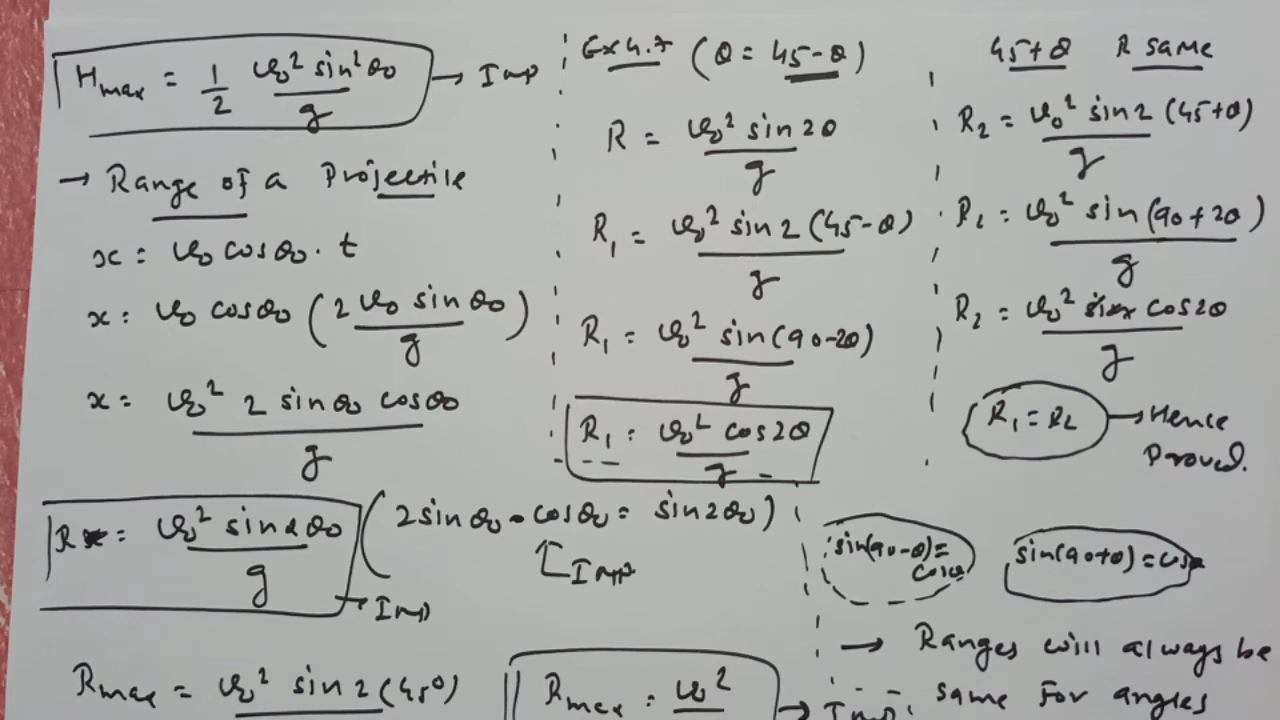 Hmax = 1/2 v₀² sin²θ₀/g → Imp
→ Range of a Projectile
x = v₀ cosθ₀ . t
x = v₀ cosθ₀ (2v₀ sinθ₀/g)
x = v₀² 2 sinθ₀ cosθ₀/g
R = v₀² sin2θ₀/g (2sinθ₀ • cosθ₀ = sin2θ₀)
→ Imp
Imp
Rmax = v₀² sin2(45°)
Rmax = v₀²
→ Imp
Ex 4.7 (θ = 45-θ)
R = v₀² sin2θ/g
R₁ = v₀² sin2(45-θ)/g
R₁ = v₀² sin(90-2θ)/g
R₁ = v₀² cos2θ/g
45+θ R same
R₂ = v₀² sin2(45+θ)/g
R₂ = v₀² sin(90+2θ)/g
R₂ = v₀² cos2θ/g
R₁ = R₂ → Hence
Proved.
sin(90-θ)=
cosθ
sin(90+θ)=cosθ
→ Ranges will always be
same for angles